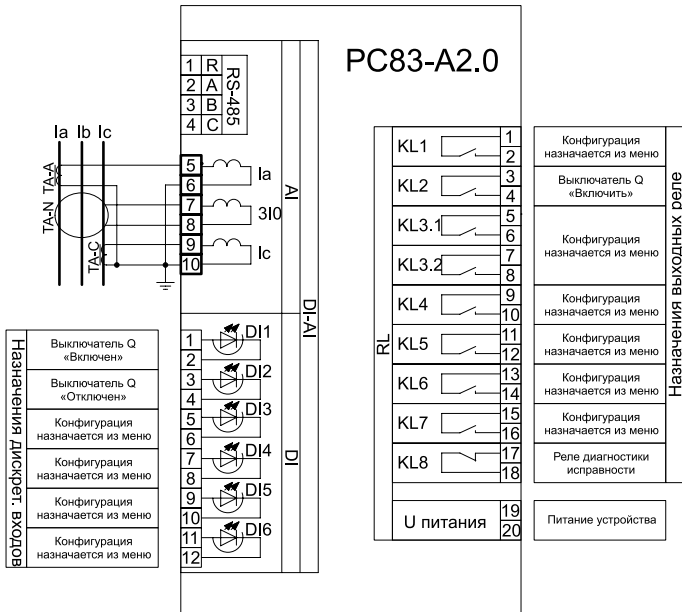 PC83-A2.0
1 R
2 A
3 B
4 C
RS-485
Ia Ib Ic
TA-A
TA-N
TA-C
5
6
7
8
9
10
Ia
3I0
Ic
AI
DI-AI
DI
Назначения дискрет. входов
Выключатель Q
«Включен»
Выключатель Q
«Отключен»
Конфигурация
назначается из меню
Конфигурация
назначается из меню
Конфигурация
назначается из меню
Конфигурация
назначается из меню
1
2
3
4
5
6
7
8
9
10
11
12
DI1
DI2
DI3
DI4
DI5
DI6
RL
KL1
KL2
KL3.1
KL3.2
KL4
KL5
KL6
KL7
KL8
U питания
1
2
3
4
5
6
7
8
9
10
11
12
13
14
15
16
17
18
19
20
Конфигурация
назначается из меню
Выключатель Q
«Включить»
Конфигурация
назначается из меню
Конфигурация
назначается из меню
Конфигурация
назначается из меню
Конфигурация
назначается из меню
Конфигурация
назначается из меню
Реле диагностики
исправности
Питание устройства
Назначения выходных реле